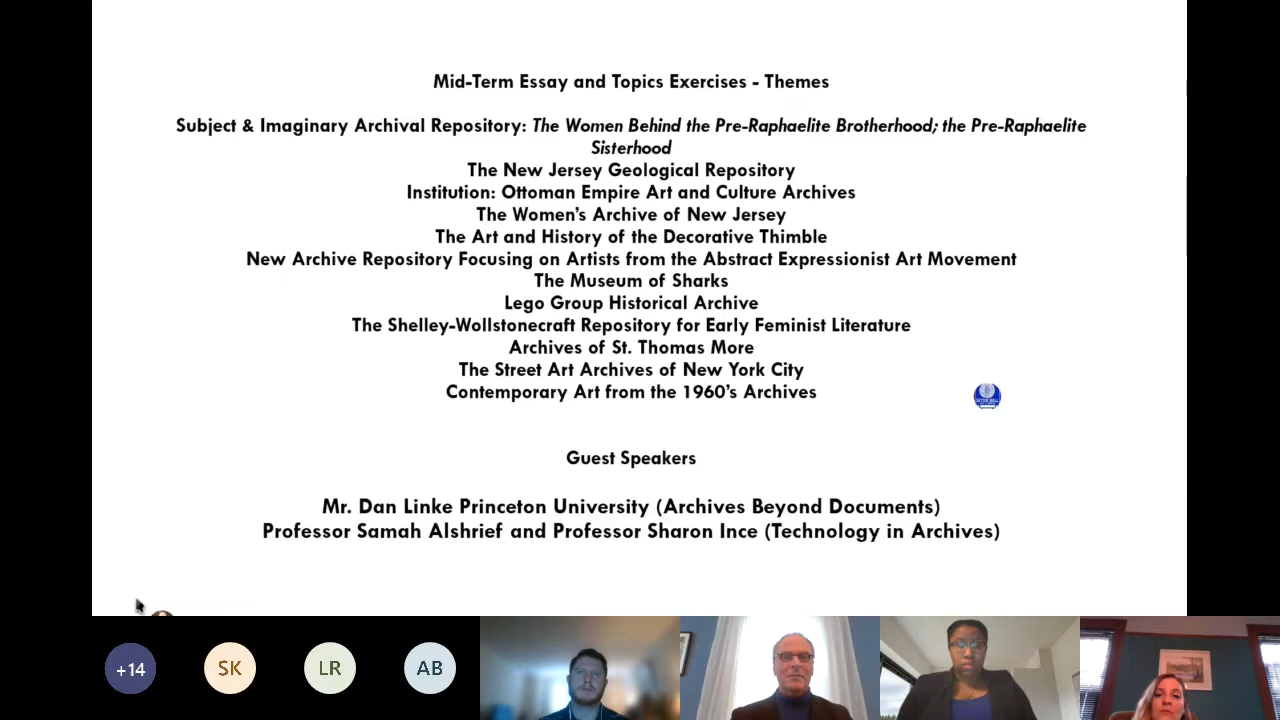 Mid-Term Essay and Topics Exercises - Themes
Subject & Imaginary Archival Repository: The Women Behind the Pre-Raphaelite Brotherhood; the Pre-Raphaelite
Sisterhood
The New Jersey Geological Repository
Institution: Ottoman Empire Art and Culture Archives
The Women's Archive of New Jersey
The Art and History of the Decorative Thimble
New Archive Repository Focusing on Artists from the Abstract Expressionist Art Movement
The Museum of Sharks
Lego Group Historical Archive
The Shelley-Wollstonecraft Repository for Early Feminist Literature
Archives of St. Thomas More
The Street Art Archives of New York City
Contemporary Art from the 1960's Archives
Guest Speakers
Mr. Dan Linke Princeton University (Archives Beyond Documents)
Professor Samah Alshrief and Professor Sharon Ince (Technology in Archives)
+14
SK
LR
AB